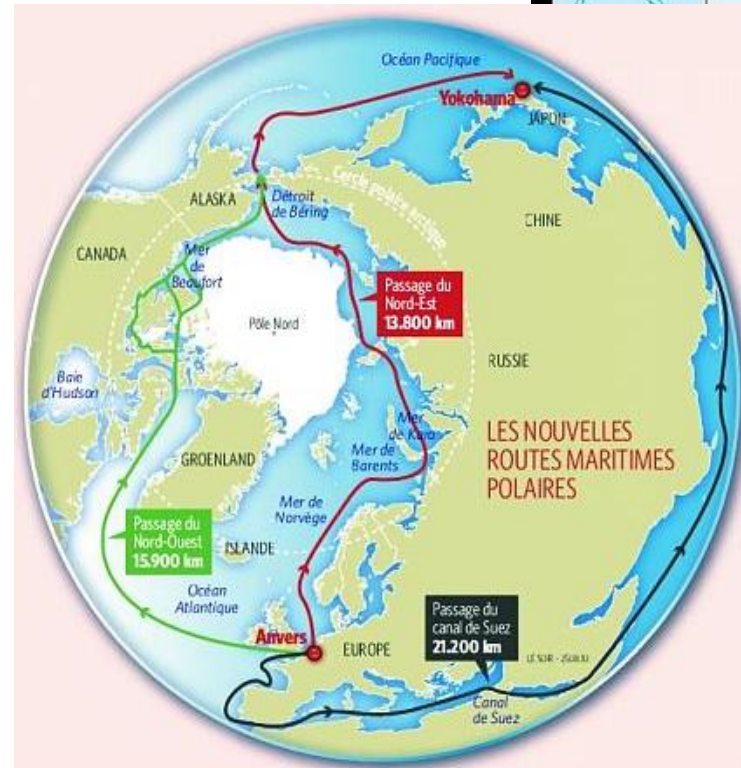 Océan Pacifique
Yokohama
JAPON
Cercle polaire arctique
ALASKA
Détroit
de Béring
CHINE
CANADA
Mer
de
Beaufort
Passage du
Nord-Est
13.800 km
Pôle Nord
RUSSIE
Baie
d'Hudson
Mer
de Kara
LES NOUVELLES
ROUTES MARITIMES
POLAIRES
GROENLAND
Mer de
Barents
Mer de
Norvège
Passage du
Nord-Ouest
15.900 km
ISLANDE
Océan
Atlantique
Passage du
canal de Suez
21.200 km
Anvers
EUROPE
LE SOIR -
Canal
de Suez